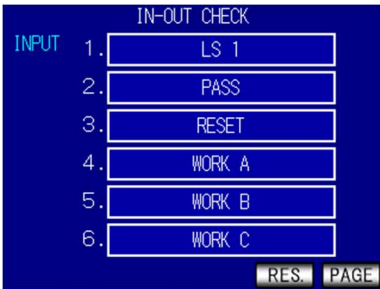 IN-OUT CHECK
INPUT 1. LS 1
2. PASS
3. RESET
4. WORK A
5. WORK B
6. WORK C
RES. PAGE